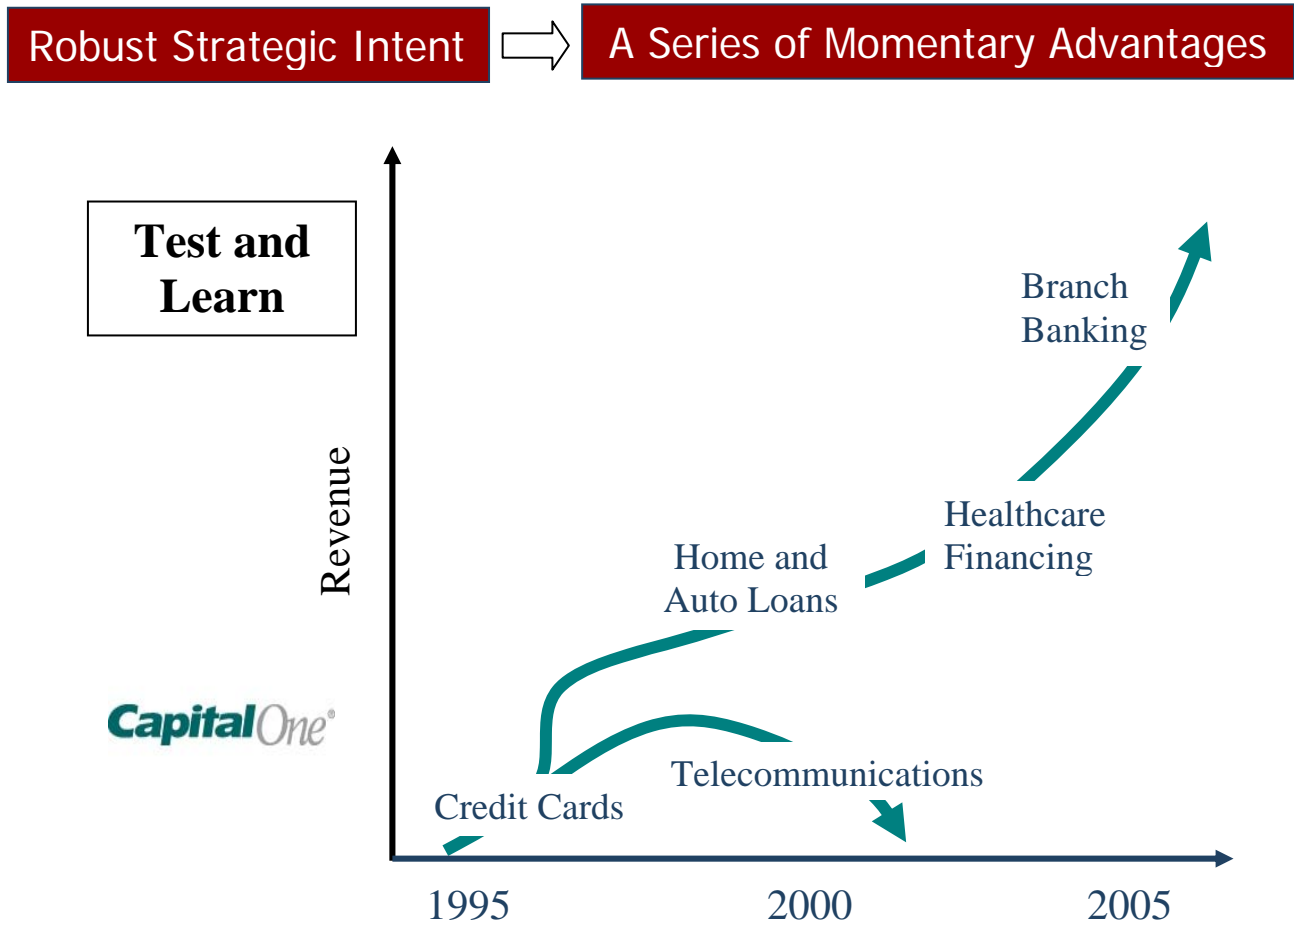 Robust Strategic Intent
A Series of Momentary Advantages
Test and
Learn
Branch
Banking
Revenue
Healthcare
Financing
Home and
Auto Loans
CapitalOne®
Telecommunications
Credit Cards
1995
2000
2005